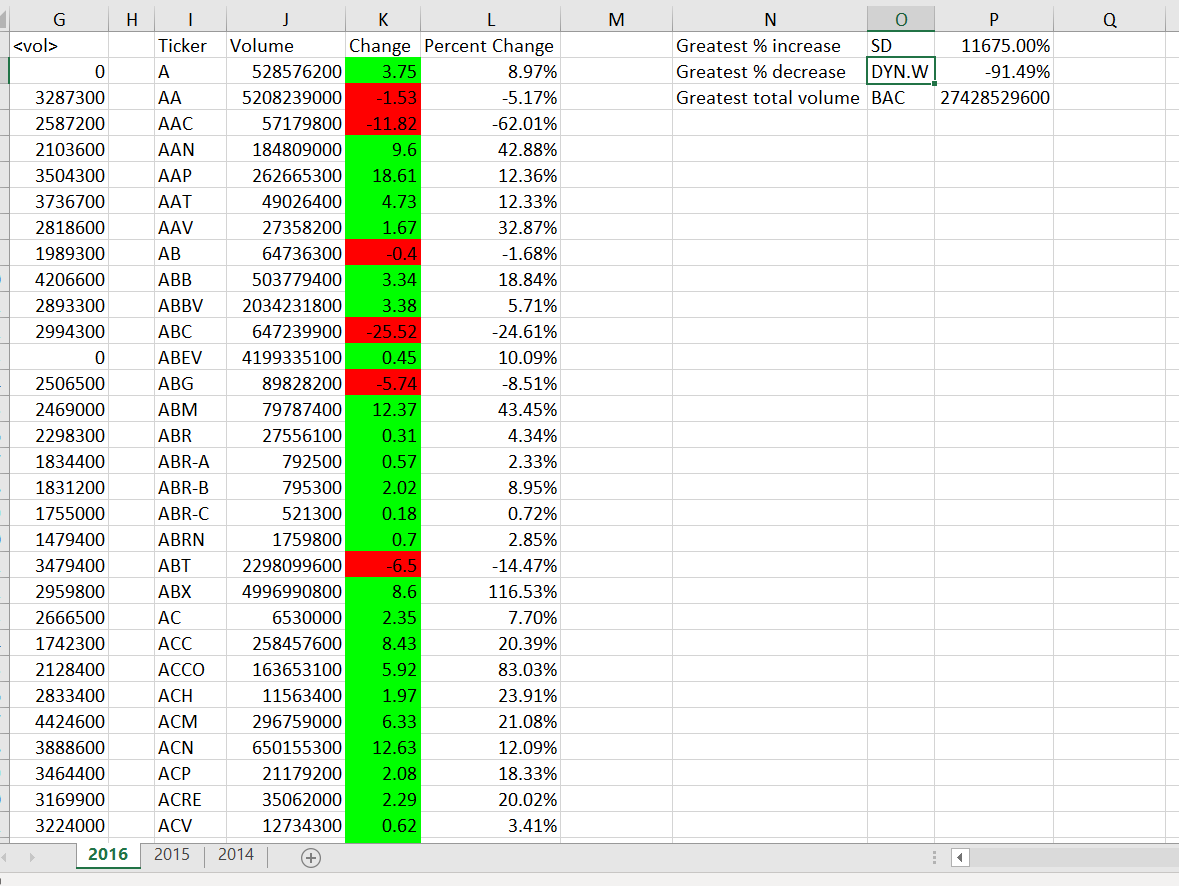 G H I J K L M N O P Q
<vol> Ticker Volume Change Percent Change Greatest % increase SD 11675.00%
0 A 528576200 3.75 8.97% Greatest % decrease DYN.W -91.49%
3287300 AA 5208239000 -1.53 -5.17% Greatest total volume BAC 27428529600
2587200 AAC 57179800 -11.82 -62.01%
2103600 AAN 184809000 9.6 42.88%
3504300 AAP 262665300 18.61 12.36%
3736700 AAT 49026400 4.73 12.33%
2818600 AAV 27358200 1.67 32.87%
1989300 AB 64736300 -0.4 -1.68%
4206600 ABB 503779400 3.34 18.84%
2893300 ABBV 2034231800 3.38 5.71%
2994300 ABC 647239900 -25.52 -24.61%
0 ABEV 4199335100 0.45 10.09%
2506500 ABG 89828200 -5.74 -8.51%
2469000 ABM 79787400 12.37 43.45%
2298300 ABR 27556100 0.31 4.34%
1834400 ABR-A 792500 0.57 2.33%
1831200 ABR-B 795300 2.02 8.95%
1755000 ABR-C 521300 0.18 0.72%
1479400 ABRN 1759800 0.7 2.85%
3479400 ABT 2298099600 -6.5 -14.47%
2959800 ABX 4996990800 8.6 116.53%
2666500 AC 6530000 2.35 7.70%
1742300 ACC 258457600 8.43 20.39%
2128400 ACCO 163653100 5.92 83.03%
2833400 ACH 11563400 1.97 23.91%
4424600 ACM 296759000 6.33 21.08%
3888600 ACN 650155300 12.63 12.09%
3464400 ACP 21179200 2.08 18.33%
3169900 ACRE 35062000 2.29 20.02%
3224000 ACV 12734300 0.62 3.41%
2016 2015 2014